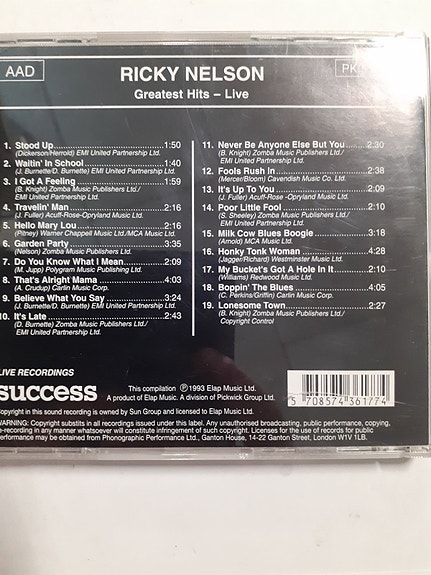 AAD
RICKY NELSON
PK
Greatest Hits – Live
1. Stood Up 1:50
(Dickerson/Herrold) EMI United Partnership Ltd.
2. Waitin' In School 1:40
(J. Burnette/D. Burnette) EMI United Partnership Ltd.
3. I Got A Feeling 1:59
(B. Knight) Zomba Music Publishers Ltd./
EMI United Partnership Ltd.
4. Travelin' Man 2:16
(J. Fuller) Acuff-Rose-Opryland Music Ltd.
5. Hello Mary Lou 2:16
(Pitney) Warner Chappell Music Ltd./MCA Music Ltd.
6. Garden Party 3:35
(Nelson) Zomba Music Publishers Ltd.
7. Do You Know What I Mean 2:09
(M. Jupp) Polygram Music Publishing
8. That's Alright Mama 4:03
(A. Crudup) Carlin Music Corp.
9. Believe What You Say 3:24
(J. Burnette/D. Burnette) EMI United Partnership Ltd.
10. It's Late 2:43
(D. Burnette) Zomba Music Publishers Ltd./
EMI United Partnership Ltd.
11. Never Be Anyone Else But You 2:30
(B. Knight) Zomba Music Publishers Ltd./
EMI United Partnership Ltd.
12. Fools Rush In 2:38
(Mercer/Bloom) Cavendish Music Co. Ltd.
13. It's Up To You 2:09
(J. Fuller) Acuff-Rose -Opryland Music Ltd.
14. Poor Little Fool 2:10
(S. Sheeley) Zomba Music Publishers Ltd./
EMI United Partnership Ltd.
15. Milk Cow Blues Boogie 3:18
(Arnold) MCA Music Ltd.
16. Honky Tonk Woman 4:28
(Jagger/Richard) Westminster Music Ltd.
17. My Bucket's Got A Hole In It 2:10
(Williams) Redwood Music Ltd.
18. Boppin' The Blues 4:05
(C. Perkins/Griffin) Carlin Music Corp.
19. Lonesome Town 2:27
(B. Knight) Zomba Music Publishers Ltd./
Copyright Control
LIVE RECORDINGS
success
This compilation ℗ 1993 Elap Music Ltd.
A product of Elap Music. A division of Pickwick Group Ltd.
5 708574 361774
Copyright in this sound recording is owned by Sun Group and licensed to Elap Music Ltd.
WARNING: Copyright substits in all recordings issued under this label. Any unauthorised broadcasting, public performance, copying,
re-recording in any manner whatsoever will constitute infringement of such copyright. Licenses for the use of records for public
performance may be obtained from Phonographic Performance Ltd., Ganton House, 14-22 Ganton Street, London W1V 1LB.